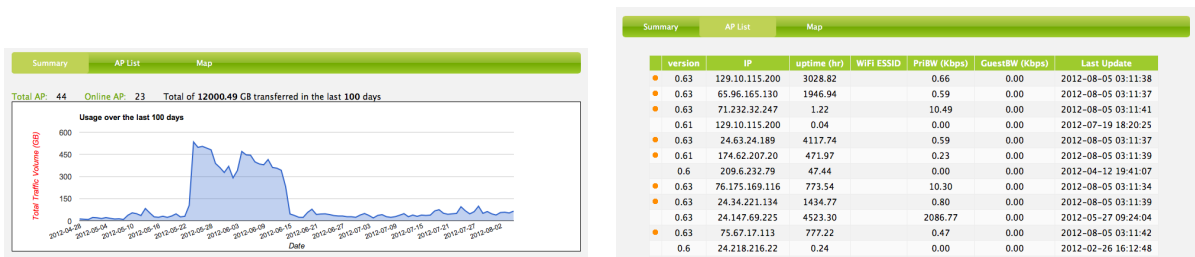 Summary AP List Map
Total AP: 44 Online AP: 23 Total of 12000.49 GB transferred in the last 100 days
Usage over the last 100 days
Total Traffic Volume (GB)
600
450
300
150
0
2012-04-28 2012-05-04 2012-05-10 2012-05-16 2012-05-22 2012-05-28 2012-06-03 2012-06-09 2012-06-15 2012-06-21 2012-06-27 2012-07-03 2012-07-09 2012-07-15 2012-07-21 2012-07-27 2012-08-02
Date
Summary AP List Map
version IP uptime (hr) WiFi ESSID PriBW (Kbps) GuestBW (Kbps) Last Update
0.63 129.10.115.200 3028.82 0.66 0.00 2012-08-05 03:11:38
0.63 65.96.165.130 1946.94 0.59 0.00 2012-08-05 03:11:37
0.63 71.232.32.247 1.22 10.49 0.00 2012-08-05 03:11:41
0.61 129.10.115.200 0.04 0.00 0.00 2012-07-19 18:20:25
0.63 24.63.24.189 4117.74 0.59 0.00 2012-08-05 03:11:37
0.61 174.62.207.20 471.97 0.23 0.00 2012-08-05 03:11:39
0.6 209.6.232.79 47.44 0.00 0.00 2012-04-12 19:41:07
0.63 76.175.169.116 773.54 10.30 0.00 2012-08-05 03:11:34
0.63 24.34.221.134 1434.77 0.80 0.00 2012-08-05 03:11:39
0.63 24.147.69.225 4523.30 2086.77 0.00 2012-05-27 09:24:04
0.63 75.67.17.113 777.22 0.47 0.00 2012-08-05 03:11:42
0.6 24.218.216.22 0.24 0.00 0.00 2012-02-26 16:12:48